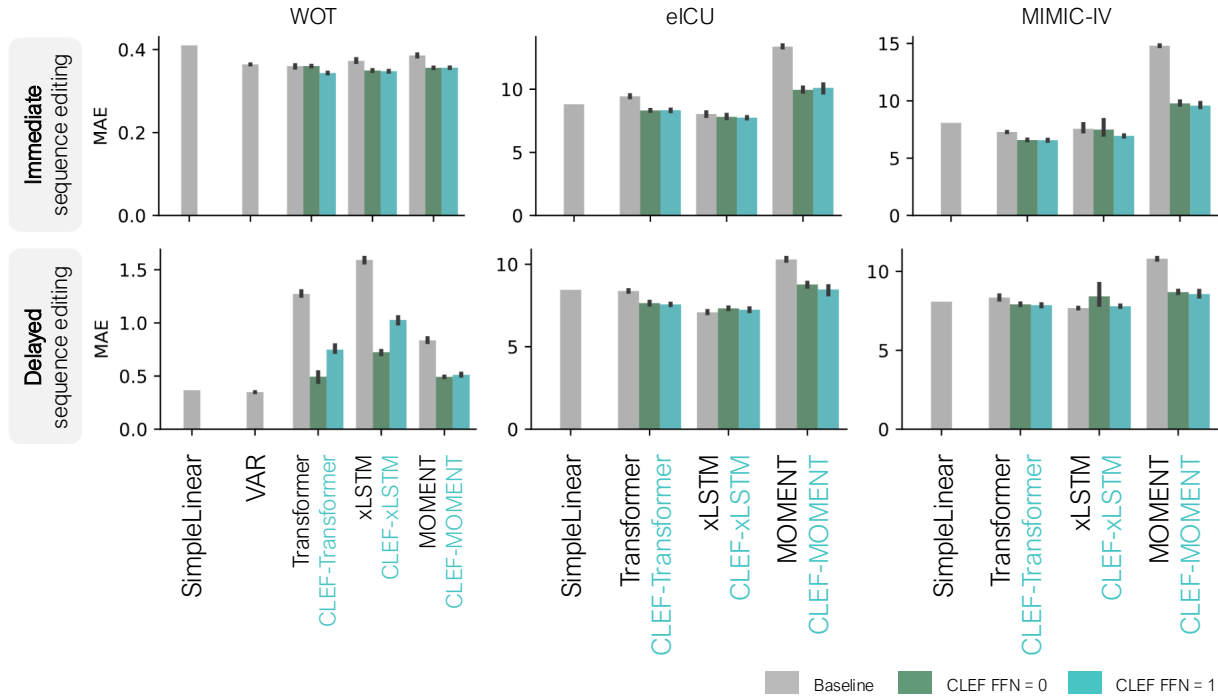 WOT
eICU
MIMIC-IV
Immediate
sequence editing
MAE
0.4
0.2
0.0
10
5
0
15
10
5
0
Delayed
sequence editing
MAE
1.5
1.0
0.5
0.0
10
5
0
10
5
0
SimpleLinear
VAR
Transformer
CLEF-Transformer
xLSTM
CLEF-xLSTM
MOMENT
CLEF-MOMENT
SimpleLinear
Transformer
CLEF-Transformer
xLSTM
CLEF-xLSTM
MOMENT
CLEF-MOMENT
SimpleLinear
Transformer
CLEF-Transformer
xLSTM
CLEF-xLSTM
MOMENT
CLEF-MOMENT
Baseline
CLEF FFN = 0
CLEF FFN = 1